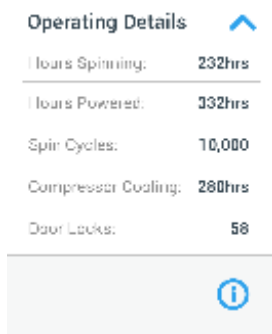 Operating Details
Hours Spinning: 232hrs
Hours Powered: 332hrs
Spin Cycles: 10,000
Compressor Cooling: 280hrs
Door Locks: 58